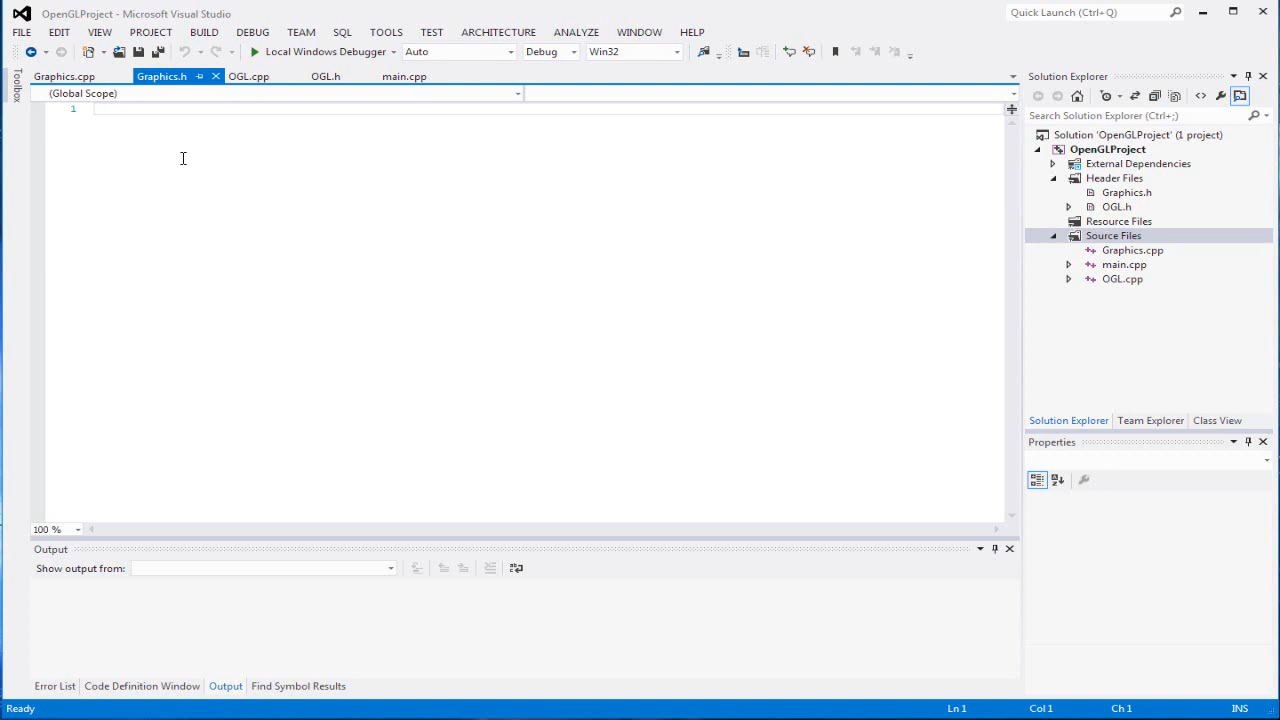 OpenGLProject - Microsoft Visual Studio
Quick Launch (Ctrl+Q)
FILE EDIT VIEW PROJECT BUILD DEBUG TEAM SQL TOOLS TEST ARCHITECTURE ANALYZE WINDOW HELP
Local Windows Debugger Auto Debug Win32
Toolbox
Graphics.cpp Graphics.h OGL.cpp OGL.h main.cpp
(Global Scope)
1
100 %
Solution Explorer
Search Solution Explorer (Ctrl+;)
Solution 'OpenGLProject' (1 project)
OpenGLProject
External Dependencies
Header Files
Graphics.h
OGL.h
Resource Files
Source Files
Graphics.cpp
main.cpp
OGL.cpp
Solution Explorer Team Explorer Class View
Properties
Output
Show output from:
Error List Code Definition Window Output Find Symbol Results
Ready Ln 1 Col 1 Ch 1 INS